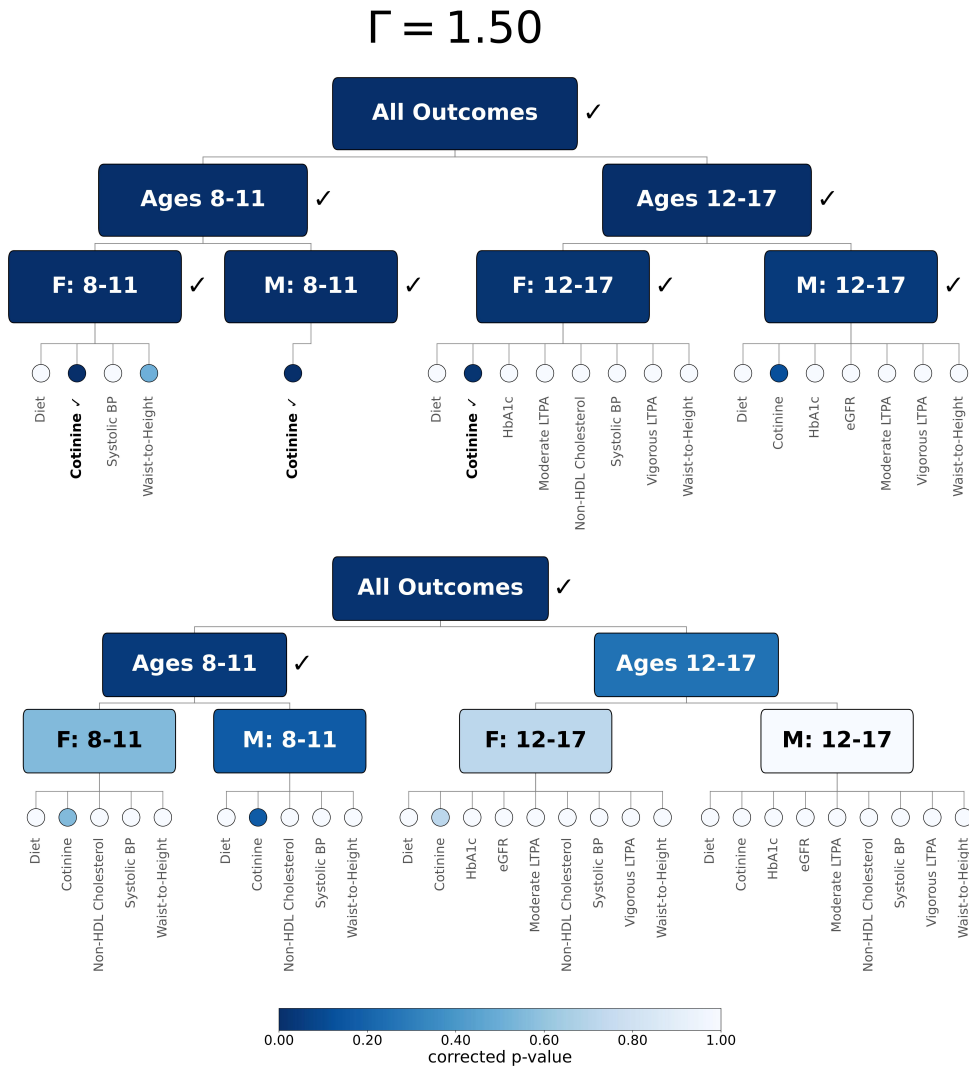 Γ = 1.50
All Outcomes ✓
Ages 8-11 ✓
Ages 12-17 ✓
F: 8-11 ✓
M: 8-11 ✓
F: 12-17 ✓
M: 12-17 ✓
Diet
Cotinine ✓
Systolic BP
Waist-to-Height
Cotinine ✓
Diet
Cotinine ✓
HbA1c
Moderate LTPA
Non-HDL Cholesterol
Systolic BP
Vigorous LTPA
Waist-to-Height
Diet
Cotinine
HbA1c
eGFR
Moderate LTPA
Vigorous LTPA
Waist-to-Height
All Outcomes ✓
Ages 8-11 ✓
Ages 12-17
F: 8-11
M: 8-11
F: 12-17
M: 12-17
Diet
Cotinine
Non-HDL Cholesterol
Systolic BP
Waist-to-Height
Diet
Cotinine
Non-HDL Cholesterol
Systolic BP
Waist-to-Height
Diet
Cotinine
HbA1c
eGFR
Moderate LTPA
Non-HDL Cholesterol
Systolic BP
Vigorous LTPA
Waist-to-Height
Diet
Cotinine
HbA1c
eGFR
Moderate LTPA
Non-HDL Cholesterol
Systolic BP
Vigorous LTPA
Waist-to-Height
0.00 0.20 0.40 0.60 0.80 1.00
corrected p-value